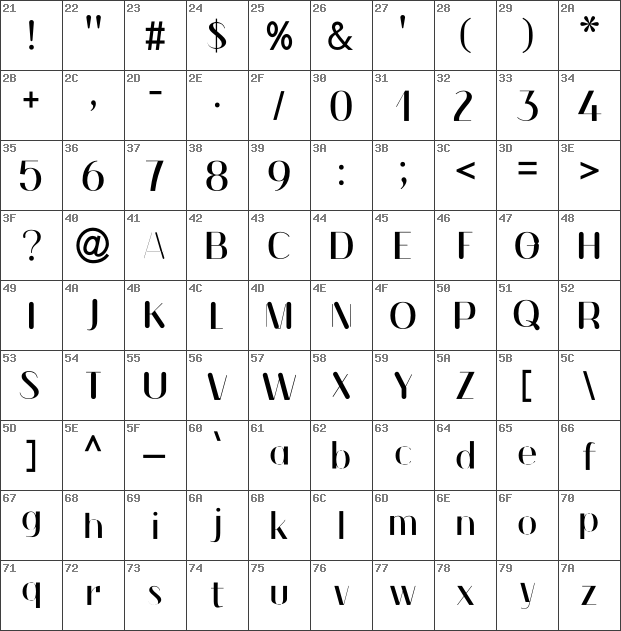 21 22 23 24 25 26 27 28 29 2A
! " # $ % & ' ( ) *
2B 2C 2D 2E 2F 30 31 32 33 34
+ , - . / 0 1 2 3 4
35 36 37 38 39 3A 3B 3C 3D 3E
5 6 7 8 9 : ; < = >
3F 40 41 42 43 44 45 46 47 48
? @ A B C D E F G H
49 4A 4B 4C 4D 4E 4F 50 51 52
I J K L M N O P Q R
53 54 55 56 57 58 59 5A 5B 5C
S T U V W X Y Z [ \
5D 5E 5F 60 61 62 63 64 65 66
] ^ _ ` a b c d e f
67 68 69 6A 6B 6C 6D 6E 6F 70
g h i j k l m n o p
71 72 73 74 75 76 77 78 79 7A
q r s t u v w x y z